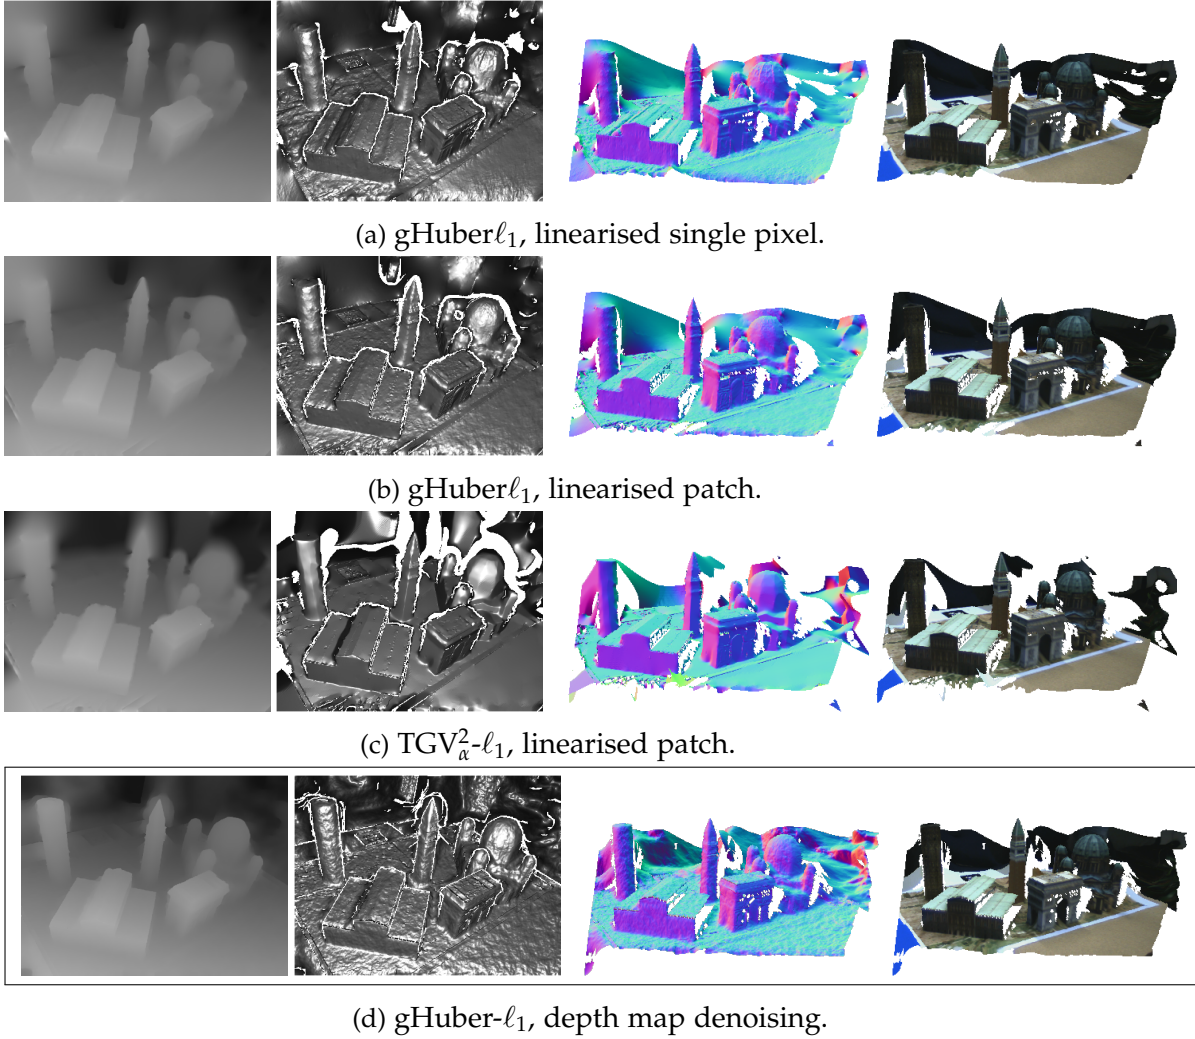 (a) gHuberℓ₁, linearised single pixel.
(b) gHuberℓ₁, linearised patch.
(c) TGV²α-ℓ₁, linearised patch.
(d) gHuber-ℓ₁, depth map denoising.